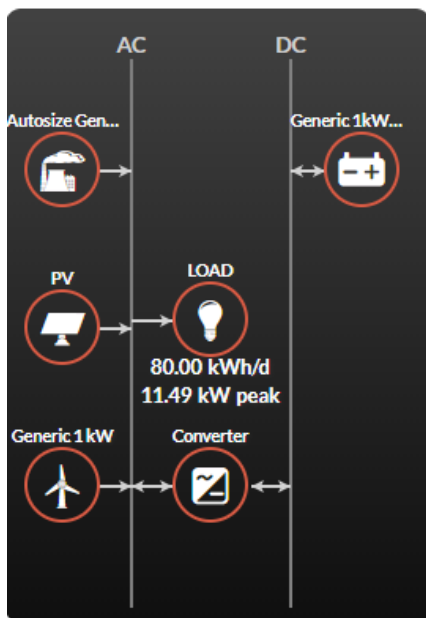 AC
DC
Autosize Gen...
Generic 1kW...
PV
LOAD
80.00 kWh/d
11.49 kW peak
Generic 1 kW
Converter